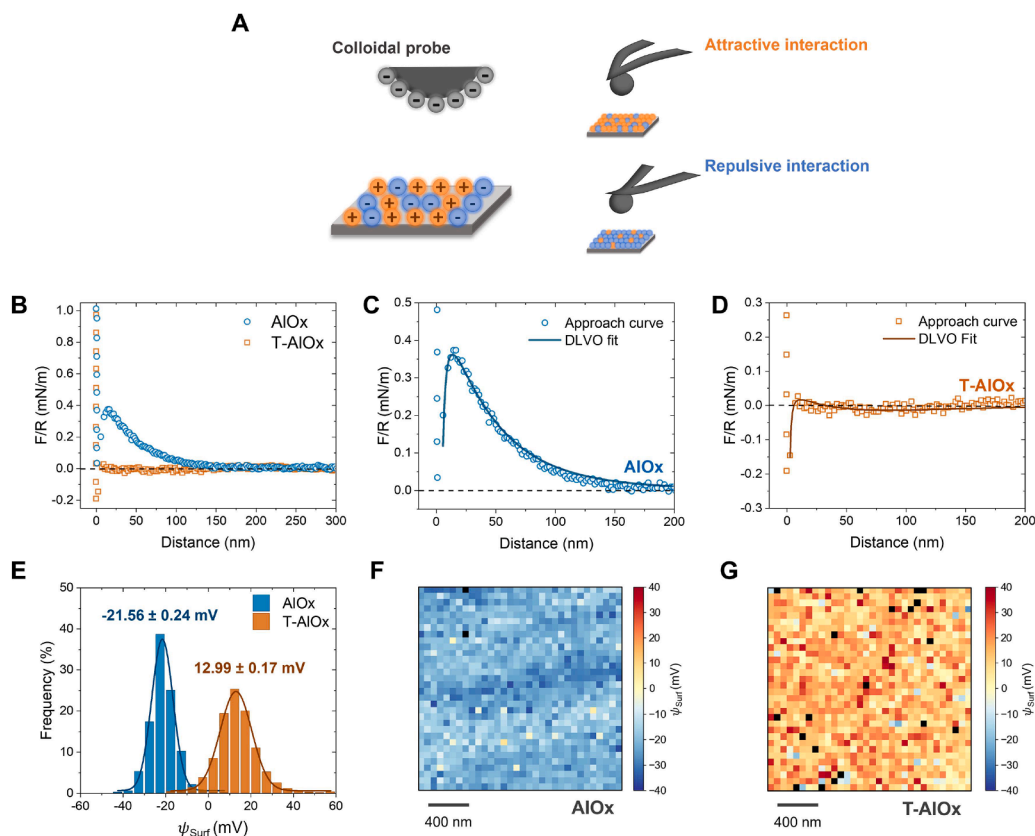 A
Colloidal probe
Attractive interaction
Repulsive interaction
B
F/R (mN/m)
1.0
0.8
0.6
0.4
0.2
0.0
-0.2
AlOx
T-AlOx
0 50 100 150 200 250 300
Distance (nm)
C
F/R (mN/m)
0.5
0.4
0.3
0.2
0.1
0.0
Approach curve
DLVO fit
AlOx
0 50 100 150 200
Distance (nm)
D
F/R (mN/m)
0.3
0.2
0.1
0.0
-0.1
-0.2
-0.3
Approach curve
DLVO Fit
T-AlOx
0 50 100 150 200
Distance (nm)
E
Frequency (%)
50
40
30
20
10
0
AlOx
T-AlOx
-21.56 ± 0.24 mV
12.99 ± 0.17 mV
-60 -40 -20 0 20 40 60
ψSurf (mV)
F
40
30
20
10
0
-10
-20
-30
-40
ψSurf (mV)
400 nm
AlOx
G
40
30
20
10
0
-10
-20
-30
-40
ψSurf (mV)
400 nm
T-AlOx